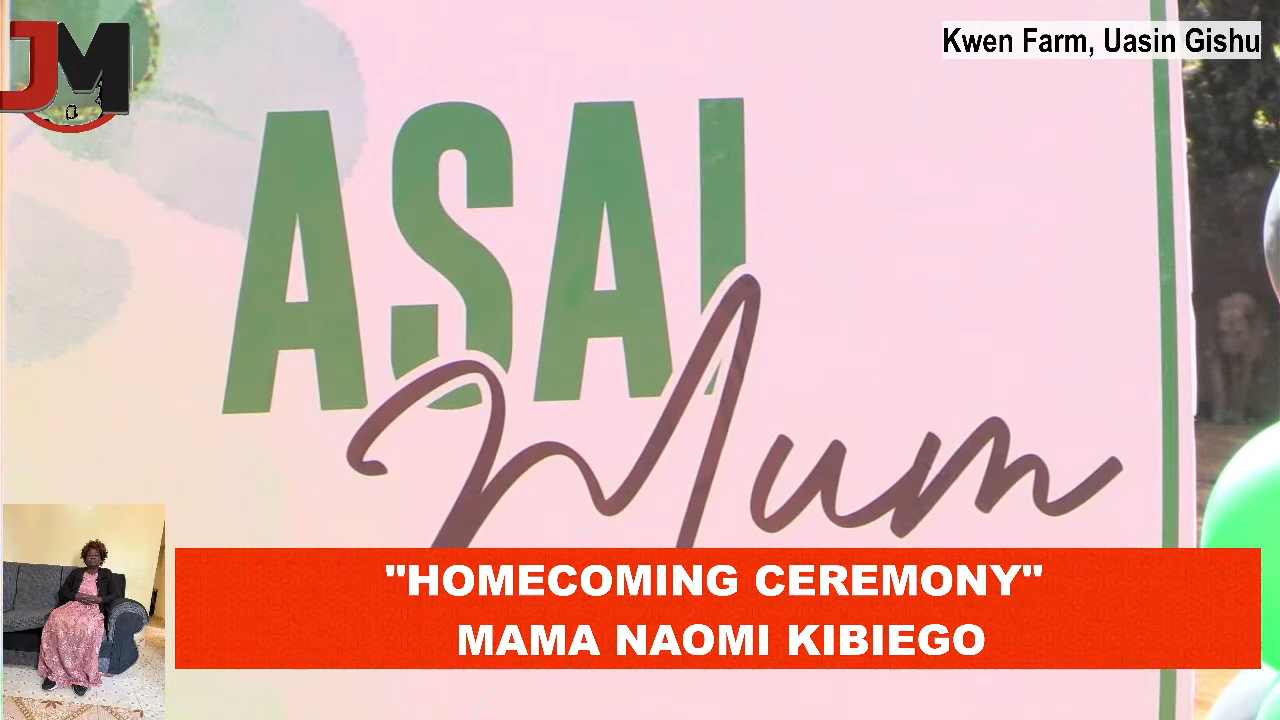 JM
Kwen Farm, Uasin Gishu
ASAI
Mum
"HOMECOMING CEREMONY"
MAMA NAOMI KIBIEGO